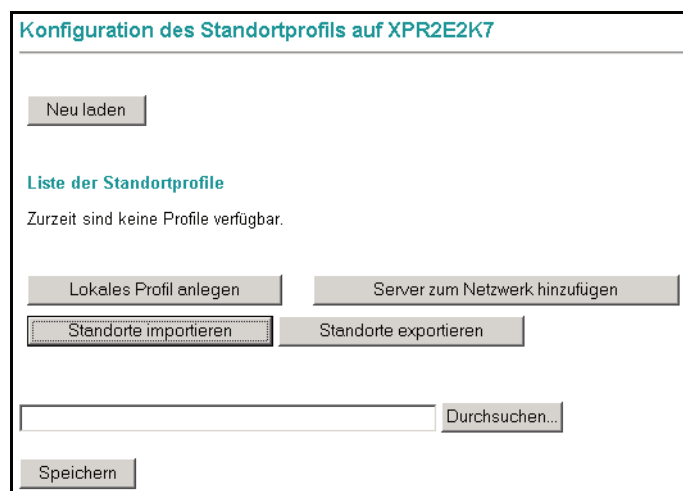 Konfiguration des Standortprofils auf XPR2E2K7
Neu laden
Liste der Standortprofile
Zurzeit sind keine Profile verfügbar.
Lokales Profil anlegen Server zum Netzwerk hinzufügen
Standorte importieren Standorte exportieren
Durchsuchen...
Speichern